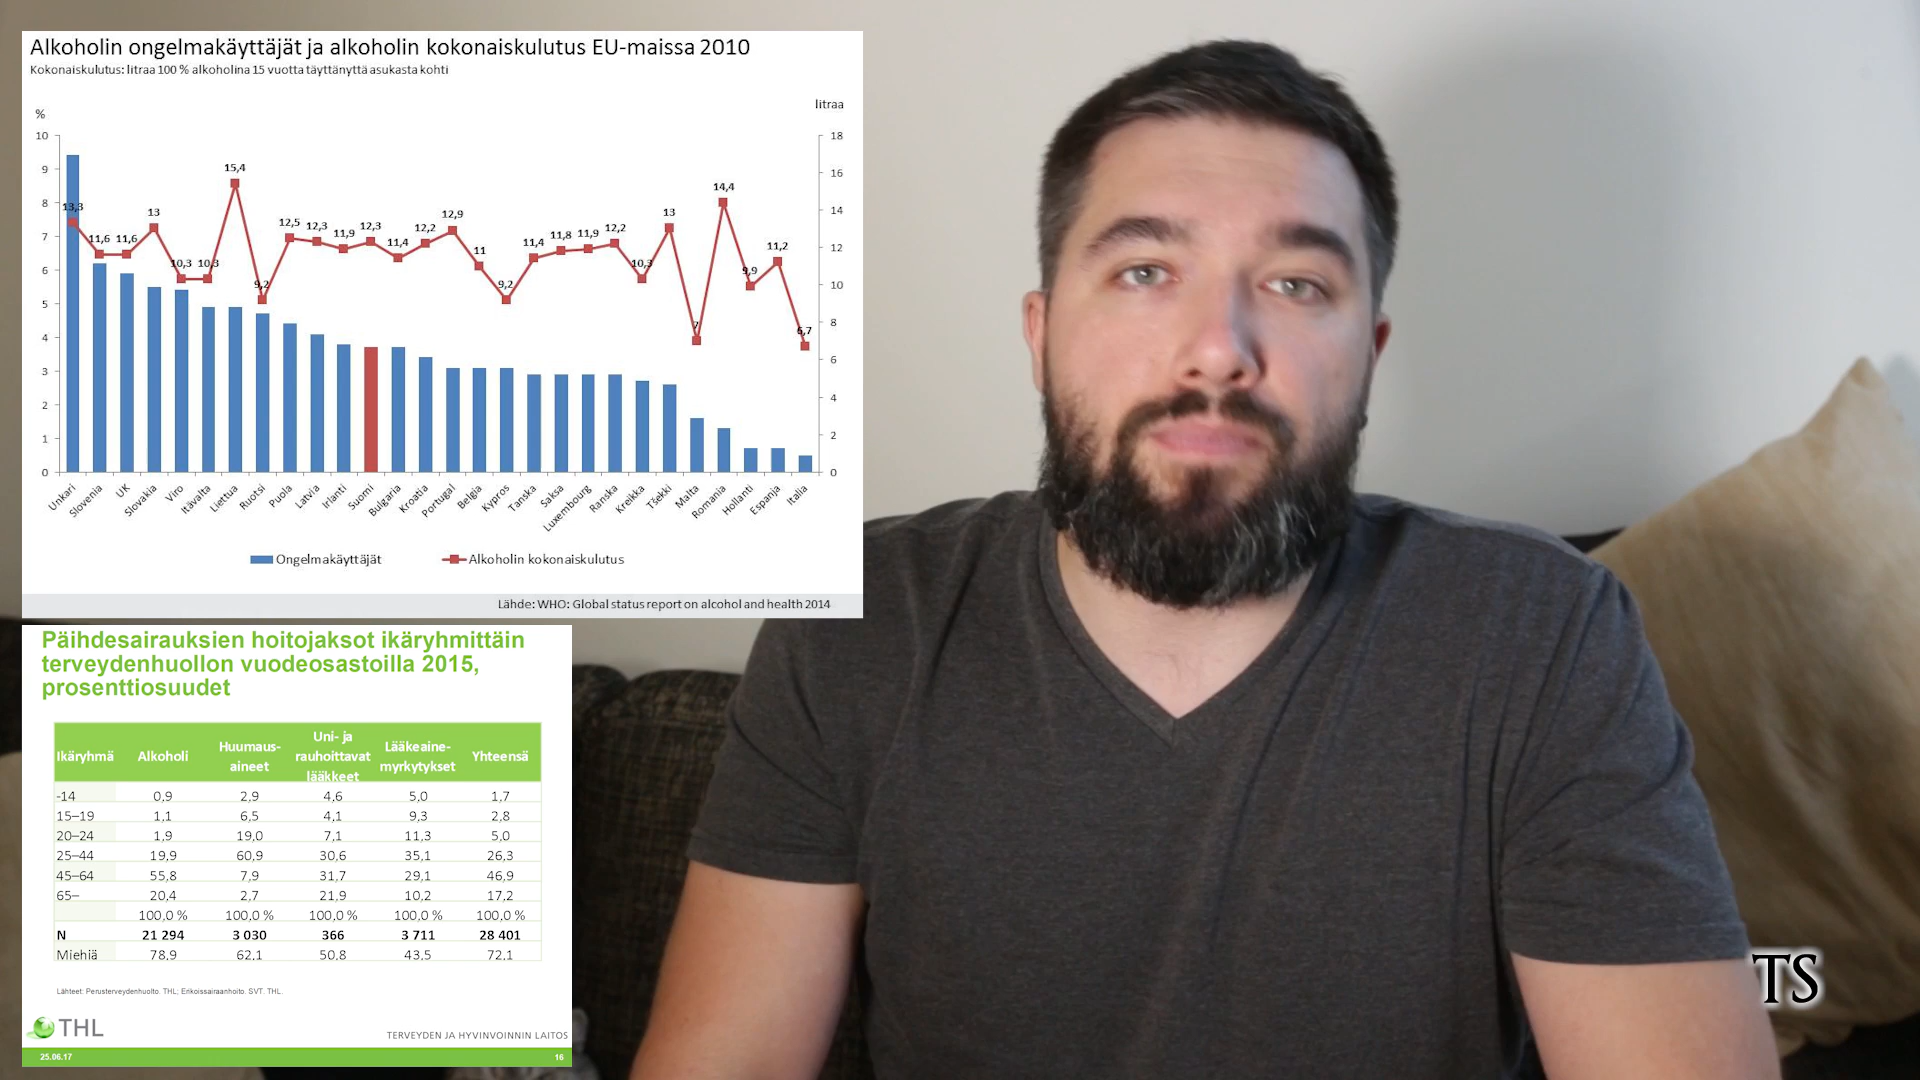 Alkoholin ongelmakäyttäjät ja alkoholin kokonaiskulutus EU-maissa 2010
Kokonaiskulutus: litraa 100 % alkoholina 15 vuotta täyttänyttä asukasta kohti
% litraa
10 9 8 7 6 5 4 3 2 1 0
13,3 11,6 11,6 13 10,3 10,3 15,4 9,2 12,5 12,3 11,9 12,3 11,4 12,2 12,9 11 9,2 11,4 11,8 11,9 12,2 10,3 13 7 14,4 9,9 11,2 6,7
18 16 14 12 10 8 6 4 2 0
Unkari Slovenia UK Slovakia Viro Itävalta Liettua Ruotsi Puola Latvia Irlanti Suomi Bulgaria Kroatia Portugal Belgia Kypros Tanska Saksa Luxembourg Ranska Kreikka Tšekki Malta Romania Hollanti Espanja Italia
Ongelmakäyttäjät Alkoholin kokonaiskulutus
Lähde: WHO: Global status report on alcohol and health 2014
Päihdesairauksien hoitojaksot ikäryhmittäin
terveydenhuollon vuodeosastoilla 2015,
prosenttiosuudet
Ikäryhmä Alkoholi Huumaus-aineet Uni- ja rauhoittavat lääkkeet Lääkeaine-myrkytykset Yhteensä
-14 0,9 2,9 4,6 5,0 1,7
15–19 1,1 6,5 4,1 9,3 2,8
20–24 1,9 19,0 7,1 11,3 5,0
25–44 19,9 60,9 30,6 35,1 26,3
45–64 55,8 7,9 31,7 29,1 46,9
65– 20,4 2,7 21,9 10,2 17,2
100,0 % 100,0 % 100,0 % 100,0 % 100,0 %
N 21 294 3 030 366 3 711 28 401
Miehiä 78,9 62,1 50,8 43,5 72,1
Lähteet: Perusterveydenhuolto. THL; Erikoissairaanhoito. SVT. THL.
THL
TERVEYDEN JA HYVINVOINNIN LAITOS
25.06.17 16
TS